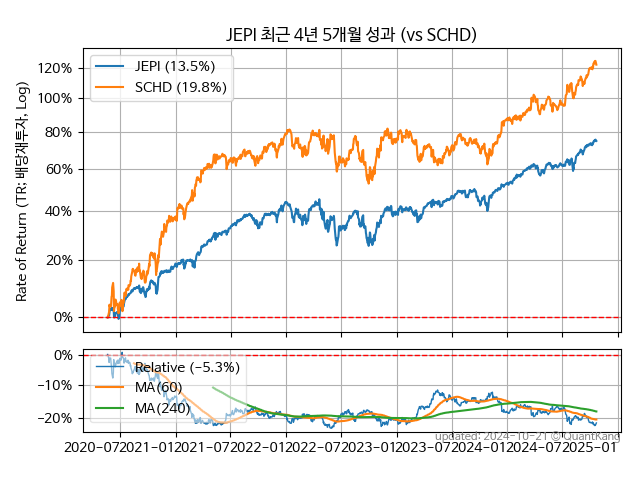 JEPI 최근 4년 5개월 성과 (vs SCHD)
Rate of Return (TR: 배당재투자, Log)
120%
100%
80%
60%
40%
20%
0%
JEPI (13.5%)
SCHD (19.8%)
0%
−10%
−20%
Relative (−5.3%)
MA(60)
MA(240)
2020-07
2021-01
2021-07
2022-01
2022-07
2023-01
2023-07
2024-01
2024-07
2025-01
updated: 2024-10-21 © QuantKang